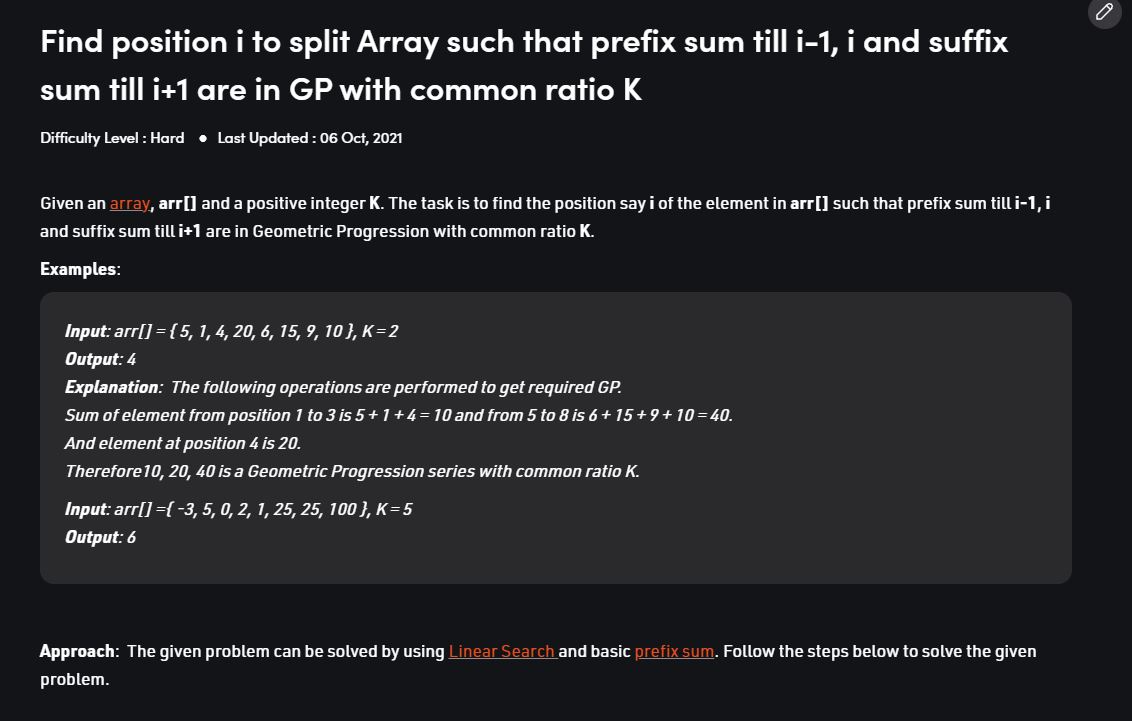 Find position i to split Array such that prefix sum till i-1, i and suffix
sum till i+1 are in GP with common ratio K
Difficulty Level : Hard ● Last Updated : 06 Oct, 2021
Given an array, arr[] and a positive integer K. The task is to find the position say i of the element in arr[] such that prefix sum till i-1, i
and suffix sum till i+1 are in Geometric Progression with common ratio K.
Examples:
Input: arr[] = { 5, 1, 4, 20, 6, 15, 9, 10 }, K = 2
Output: 4
Explanation: The following operations are performed to get required GP.
Sum of element from position 1 to 3 is 5 + 1 + 4 = 10 and from 5 to 8 is 6 + 15 + 9 + 10 = 40.
And element at position 4 is 20.
Therefore10, 20, 40 is a Geometric Progression series with common ratio K.
Input: arr[] ={ -3, 5, 0, 2, 1, 25, 25, 100 }, K = 5
Output: 6
Approach: The given problem can be solved by using Linear Search and basic prefix sum. Follow the steps below to solve the given
problem.